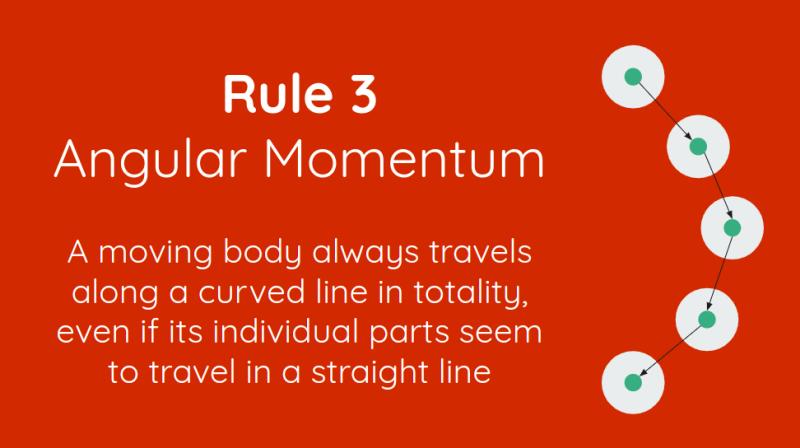 Rule 3
Angular Momentum
A moving body always travels
along a curved line in totality,
even if its individual parts seem
to travel in a straight line